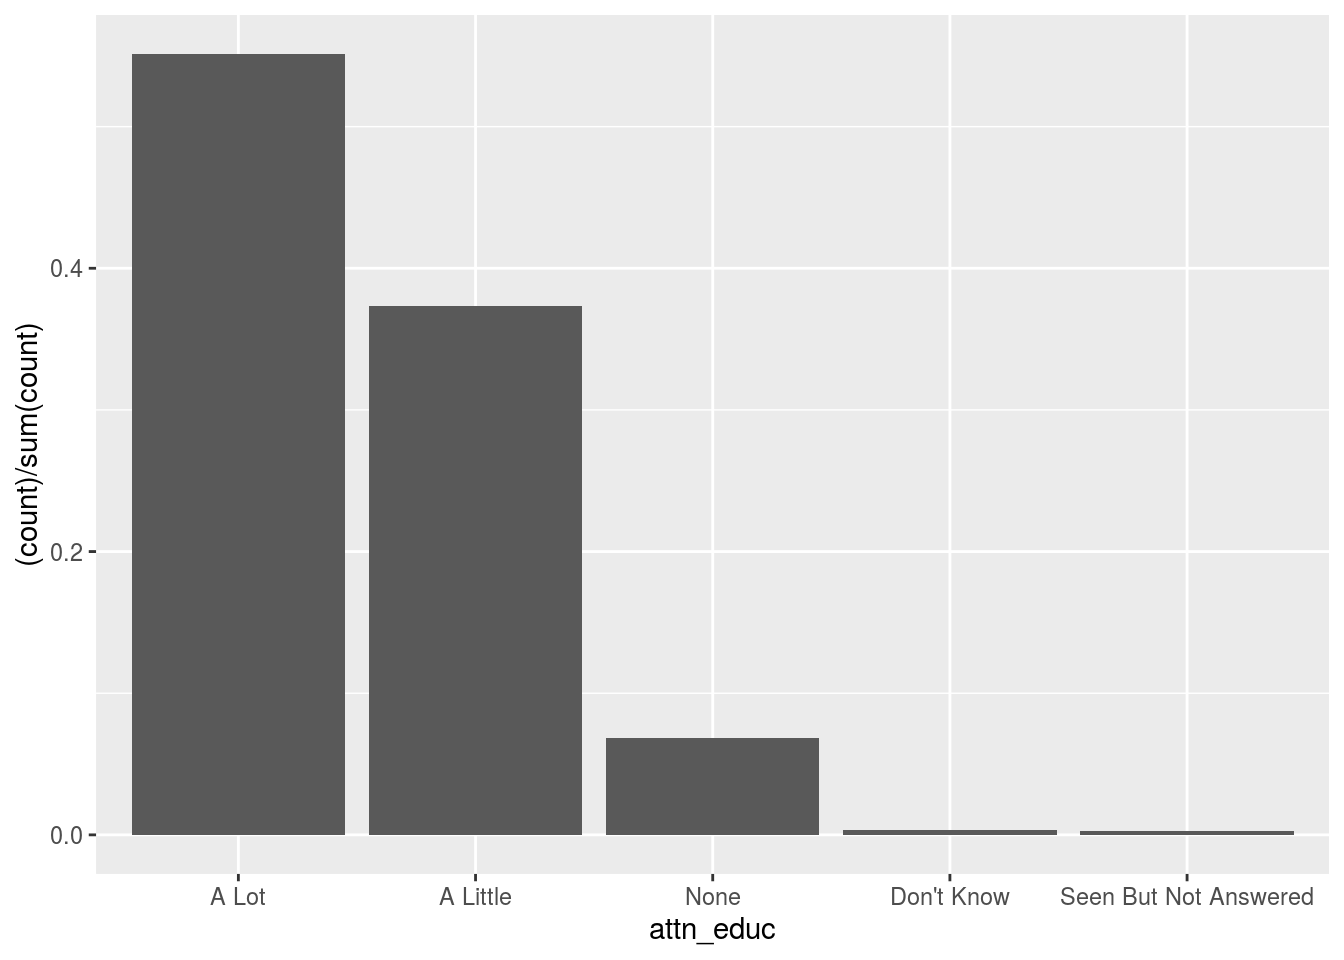 (count)/sum(count)
0.4
0.2
0.0
A Lot
A Little
None
Don't Know
Seen But Not Answered
attn_educ